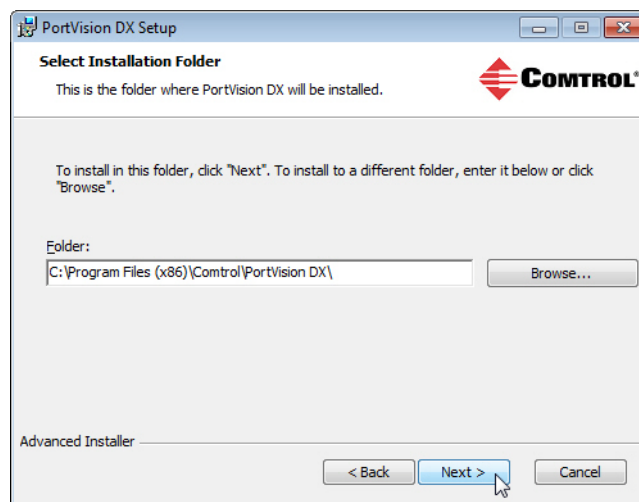 PortVision DX Setup
Select Installation Folder
This is the folder where PortVision DX will be installed.
COMTROL®
To install in this folder, click "Next". To install to a different folder, enter it below or click
"Browse".
Folder:
C:\Program Files (x86)\Comtrol\PortVision DX\
Browse...
Advanced Installer
< Back
Next >
Cancel